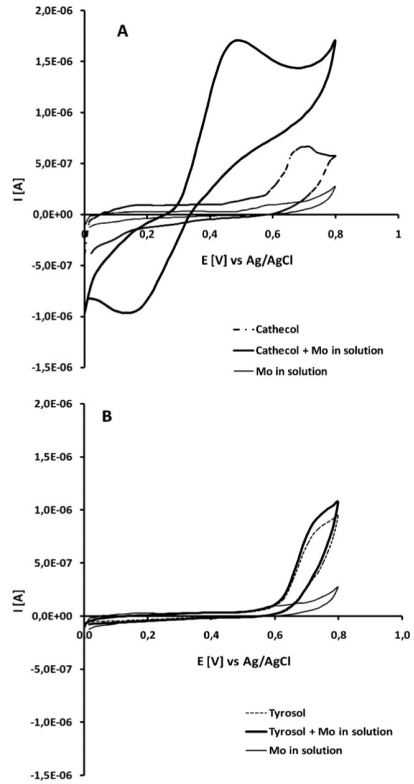 2,0E-06
A
1,5E-06
1,0E-06
5,0E-07
I [A]
0,0E+00
0 0,2 0,4 0,6 0,8 1
E [V] vs Ag/AgCl
-5,0E-07
-1,0E-06
-1,5E-06
Cathecol
Cathecol + Mo in solution
Mo in solution
2,0E-06
B
1,5E-06
1,0E-06
5,0E-07
I [A]
0,0E+00
0,0 0,2 0,4 0,6 0,8 1,0
E [V] vs Ag/AgCl
-5,0E-07
-1,0E-06
-1,5E-06
Tyrosol
Tyrosol + Mo in solution
Mo in solution